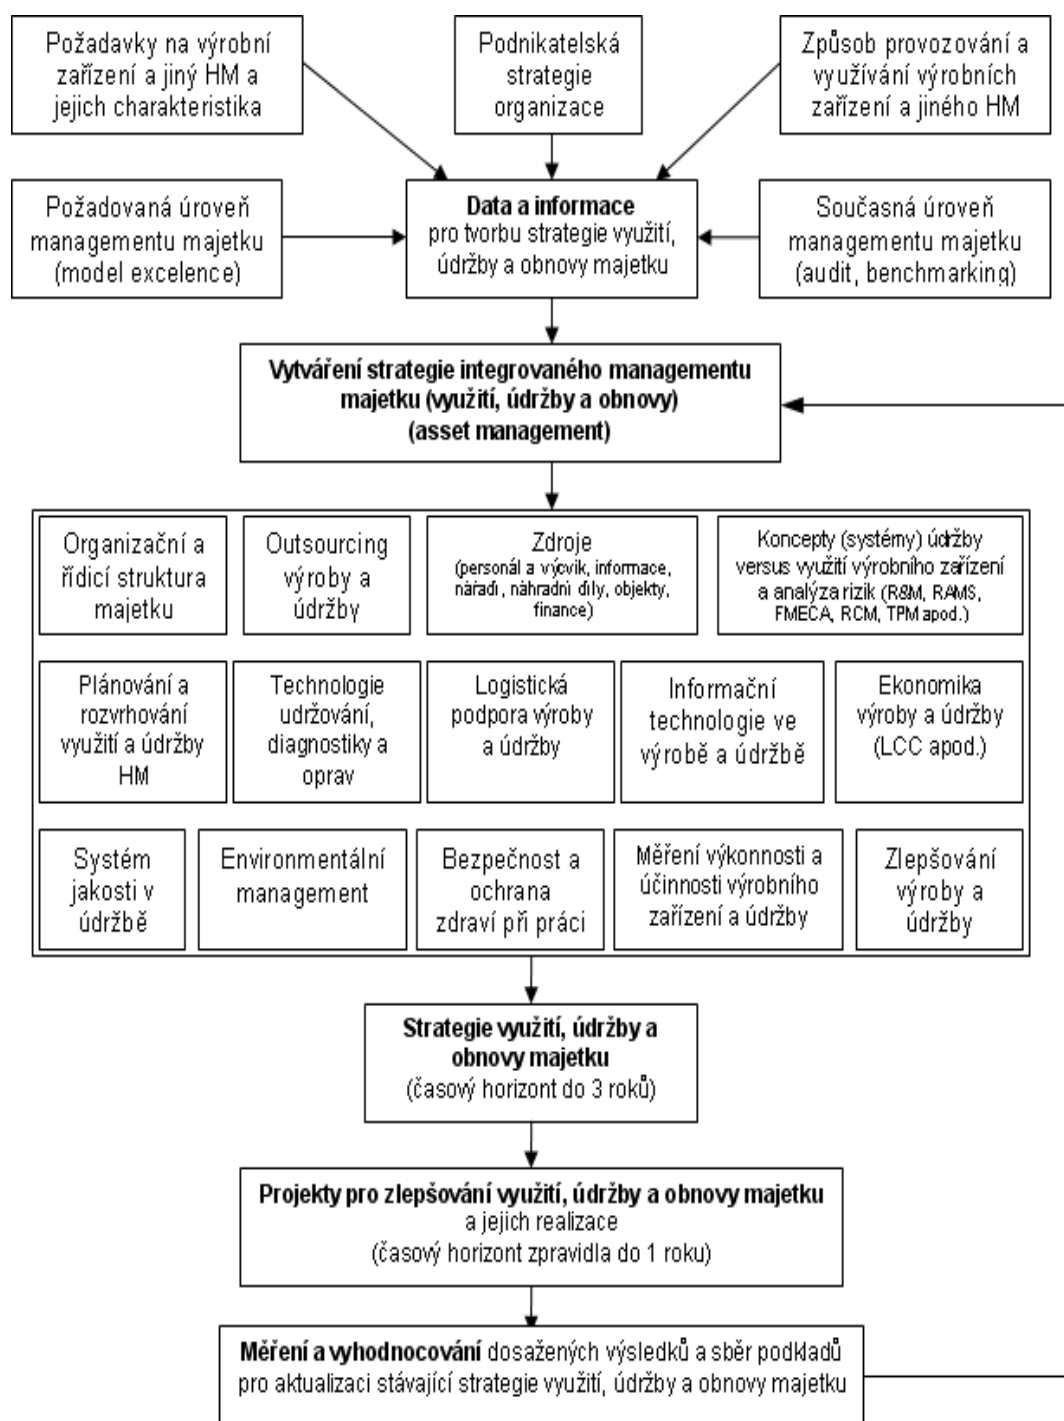 Požadavky na výrobní
zařízení a jiný HM a
jejich charakteristika
Podnikatelská
strategie
organizace
Způsob provozování a
využívání výrobních
zařízení a jiného HM
Požadovaná úroveň
managementu majetku
(model excelence)
Data a informace
pro tvorbu strategie využití,
údržby a obnovy majetku
Současná úroveň
managementu majetku
(audit, benchmarking)
Vytváření strategie integrovaného managementu
majetku (využití, údržby a obnovy)
(asset management)
Organizační a
řídicí struktura
majetku
Outsourcing
výroby a
údržby
Zdroje
(personál a výcvik, informace,
nářadí, náhradní díly, objekty,
finance)
Koncepty (systémy) údržby
versus využití výrobního zařízení
a analýza rizik (R&M, RAMS,
FMECA, RCM, TPM apod.)
Plánování a
rozvrhování
využití a údržby
HM
Technologie
udržování,
diagnostiky a
oprav
Logistická
podpora výroby
a údržby
Informační
technologie ve
výrobě a údržbě
Ekonomika
výroby a údržby
(LCC apod.)
Systém
jakosti v
údržbě
Environmentální
management
Bezpečnost a
ochrana
zdraví při práci
Měření výkonnosti a
účinnosti výrobního
zařízení a údržby
Zlepšování
výroby a
údržby
Strategie využití, údržby a
obnovy majetku
(časový horizont do 3 roků)
Projekty pro zlepšování využití, údržby a obnovy majetku
a jejich realizace
(časový horizont zpravidla do 1 roku)
Měření a vyhodnocování dosažených výsledků a sběr podkladů
pro aktualizaci stávající strategie využití, údržby a obnovy majetku